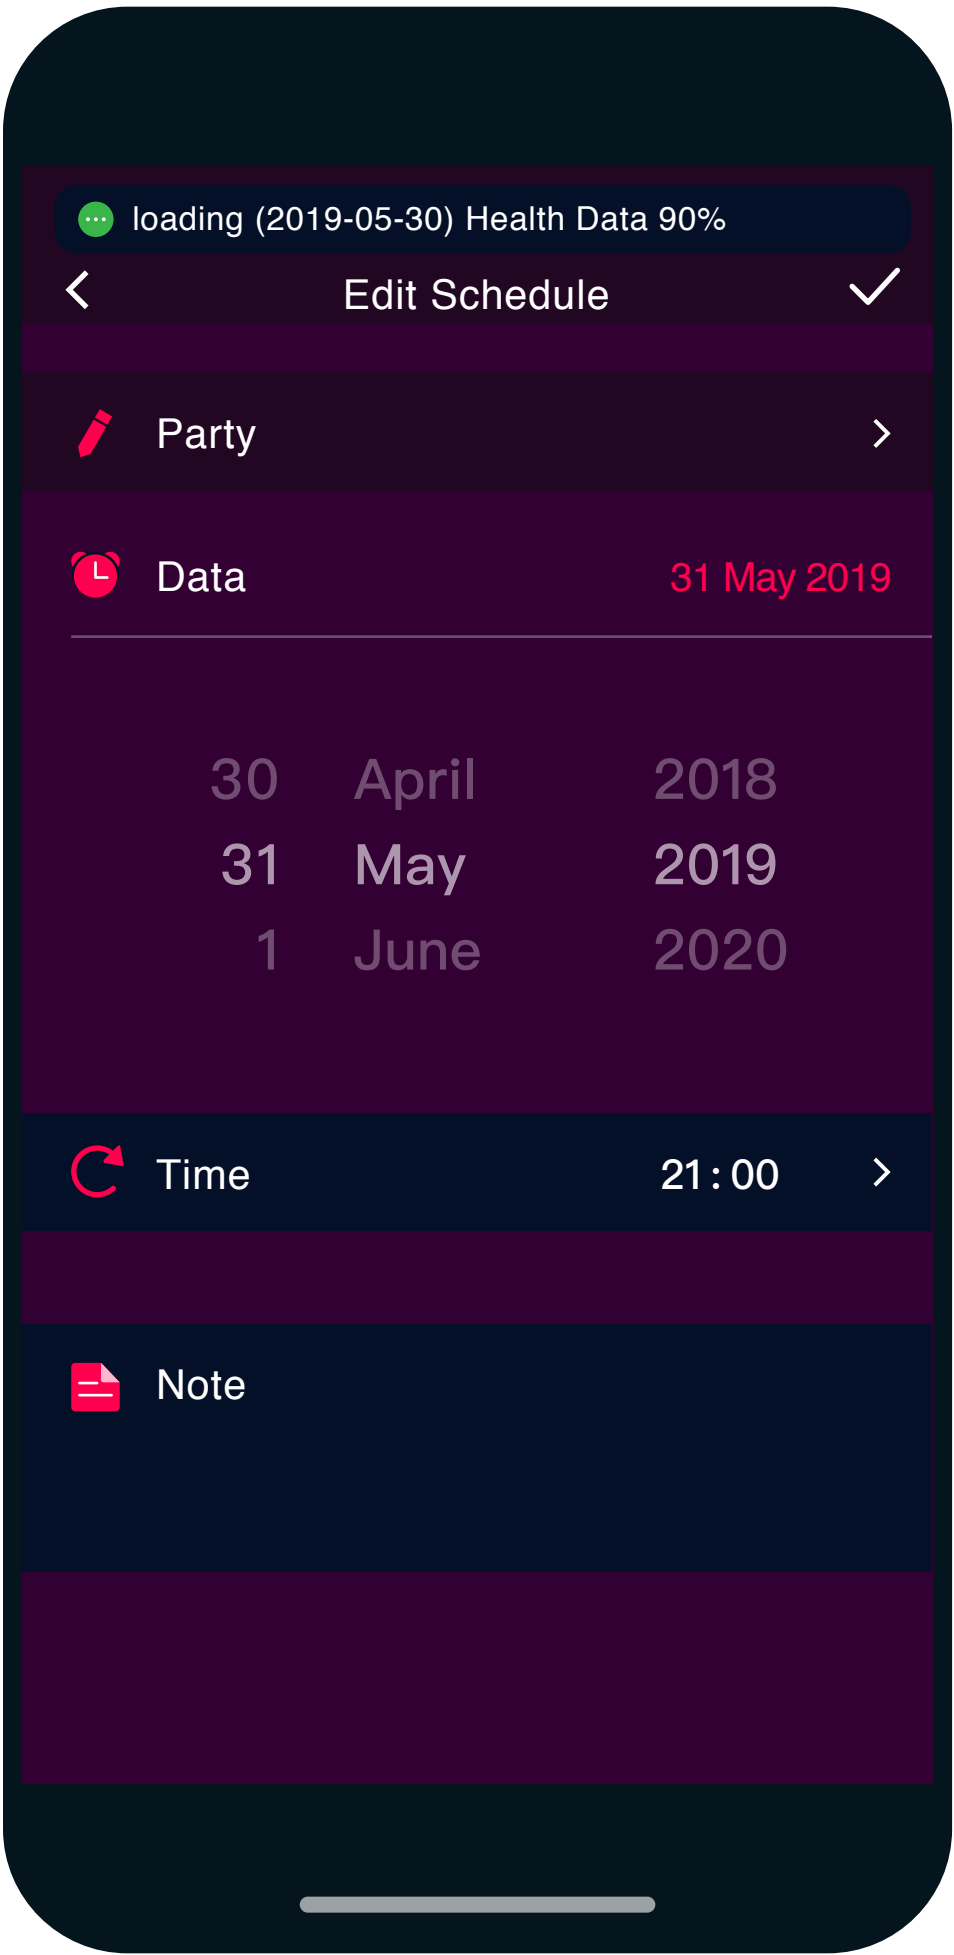 loading (2019-05-30) Health Data 90%
Edit Schedule
Party
Data 31 May 2019
30 April 2018
31 May 2019
1 June 2020
Time 21:00
Note